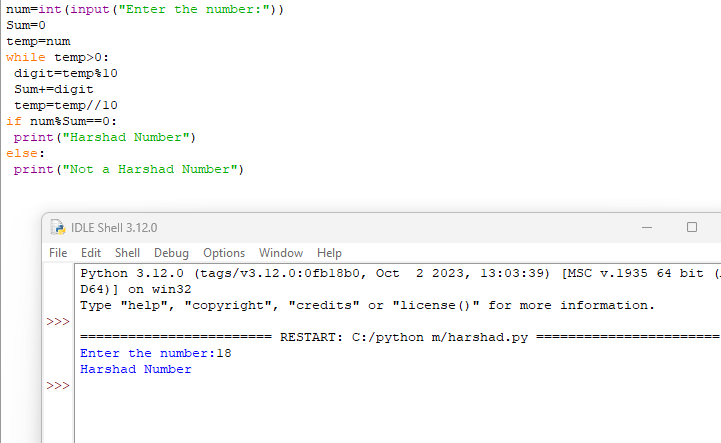 num=int(input("Enter the number:"))
Sum=0
temp=num
while temp>0:
 digit=temp%10
 Sum+=digit
 temp=temp//10
if num%Sum==0:
 print("Harshad Number")
else:
 print("Not a Harshad Number")
IDLE Shell 3.12.0
File Edit Shell Debug Options Window Help
Python 3.12.0 (tags/v3.12.0:0fb18b0, Oct  2 2023, 13:03:39) [MSC v.1935 64 bit (
D64)] on win32
Type "help", "copyright", "credits" or "license()" for more information.
>>>
======================== RESTART: C:/python m/harshad.py =======================
Enter the number:18
Harshad Number
>>>